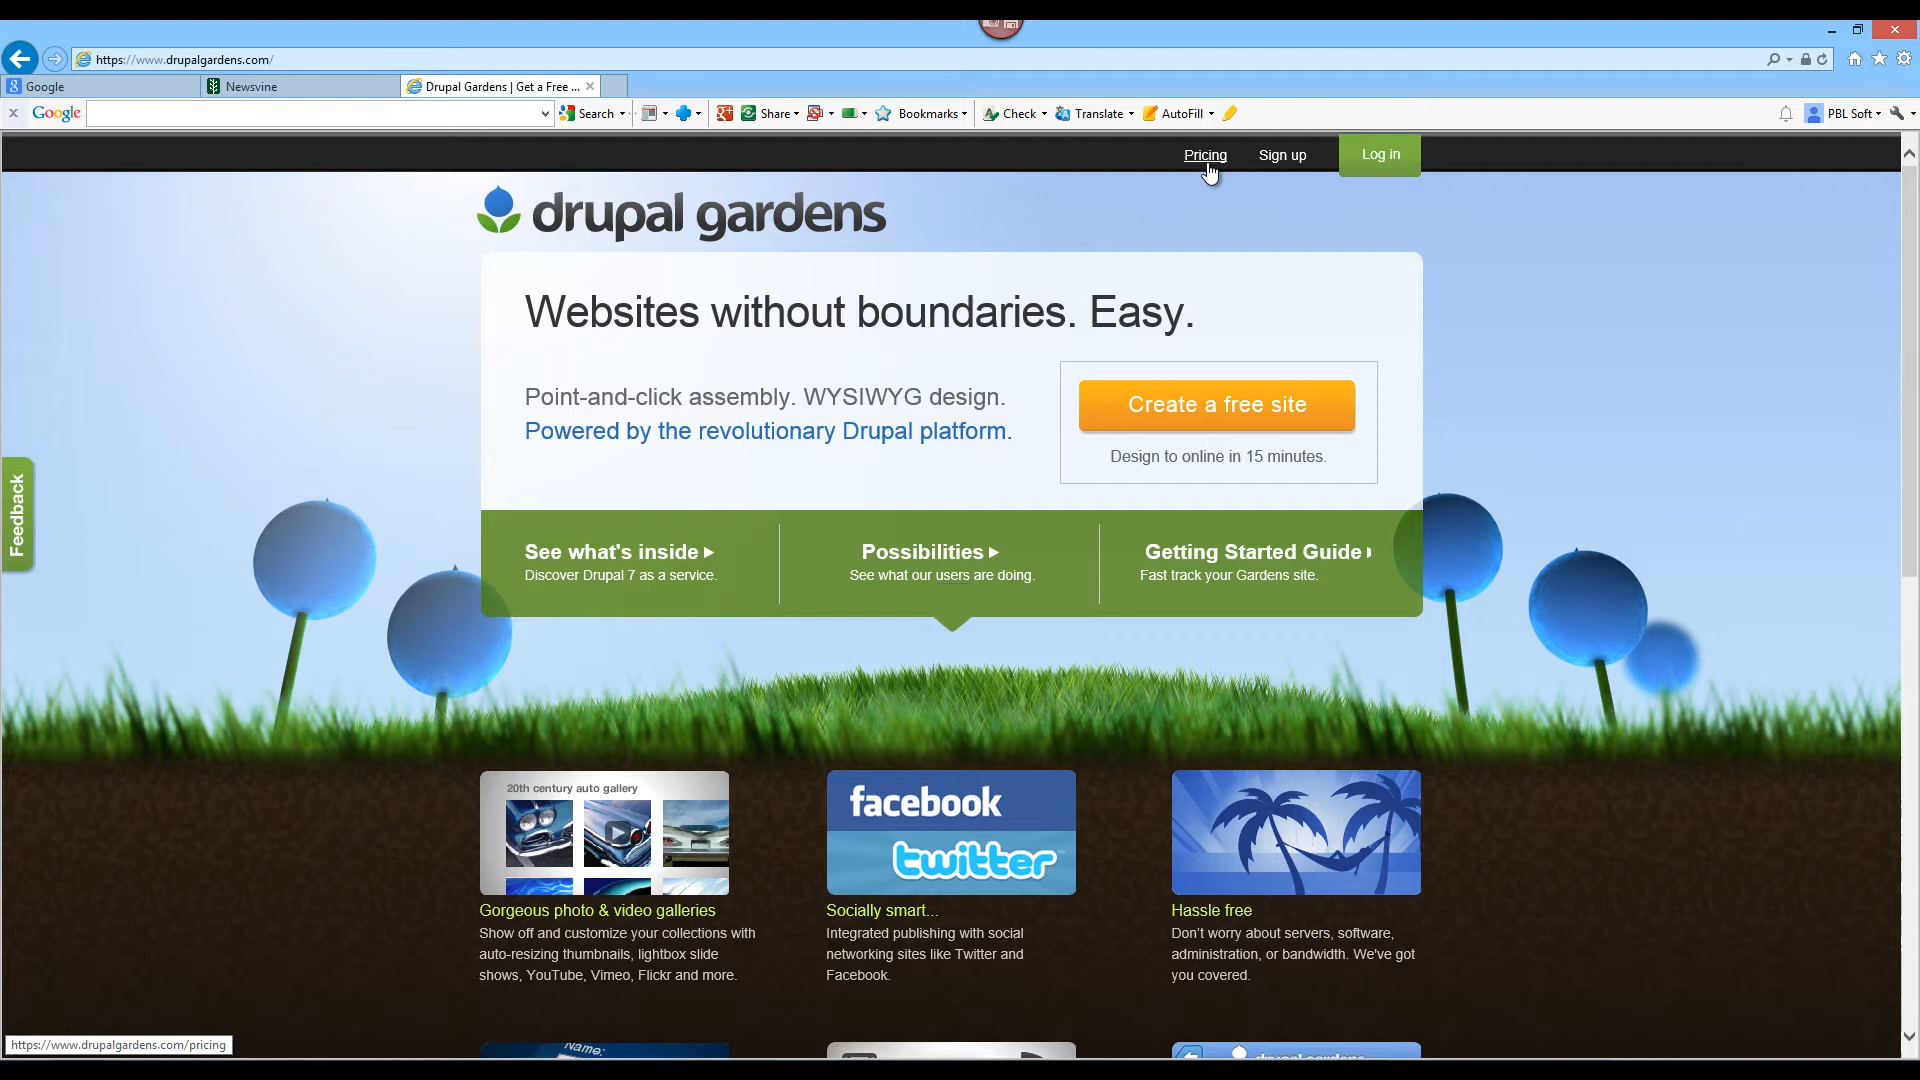 https://www.drupalgardens.com/
Google
Newsvine
Drupal Gardens | Get a Free ...
Google
Search
Share
Bookmarks
Check
Translate
AutoFill
PBL Soft
Pricing
Sign up
Log in
drupal gardens
Websites without boundaries. Easy.
Point-and-click assembly. WYSIWYG design.
Powered by the revolutionary Drupal platform.
Create a free site
Design to online in 15 minutes.
Feedback
See what's inside
Discover Drupal 7 as a service.
Possibilities
See what our users are doing.
Getting Started Guide
Fast track your Gardens site.
20th century auto gallery
facebook
twitter
Gorgeous photo & video galleries
Show off and customize your collections with
auto-resizing thumbnails, lightbox slide
shows, YouTube, Vimeo, Flickr and more.
Socially smart...
Integrated publishing with social
networking sites like Twitter and
Facebook.
Hassle free
Don't worry about servers, software,
administration, or bandwidth. We've got
you covered.
Name:
drupal gardens
https://www.drupalgardens.com/pricing